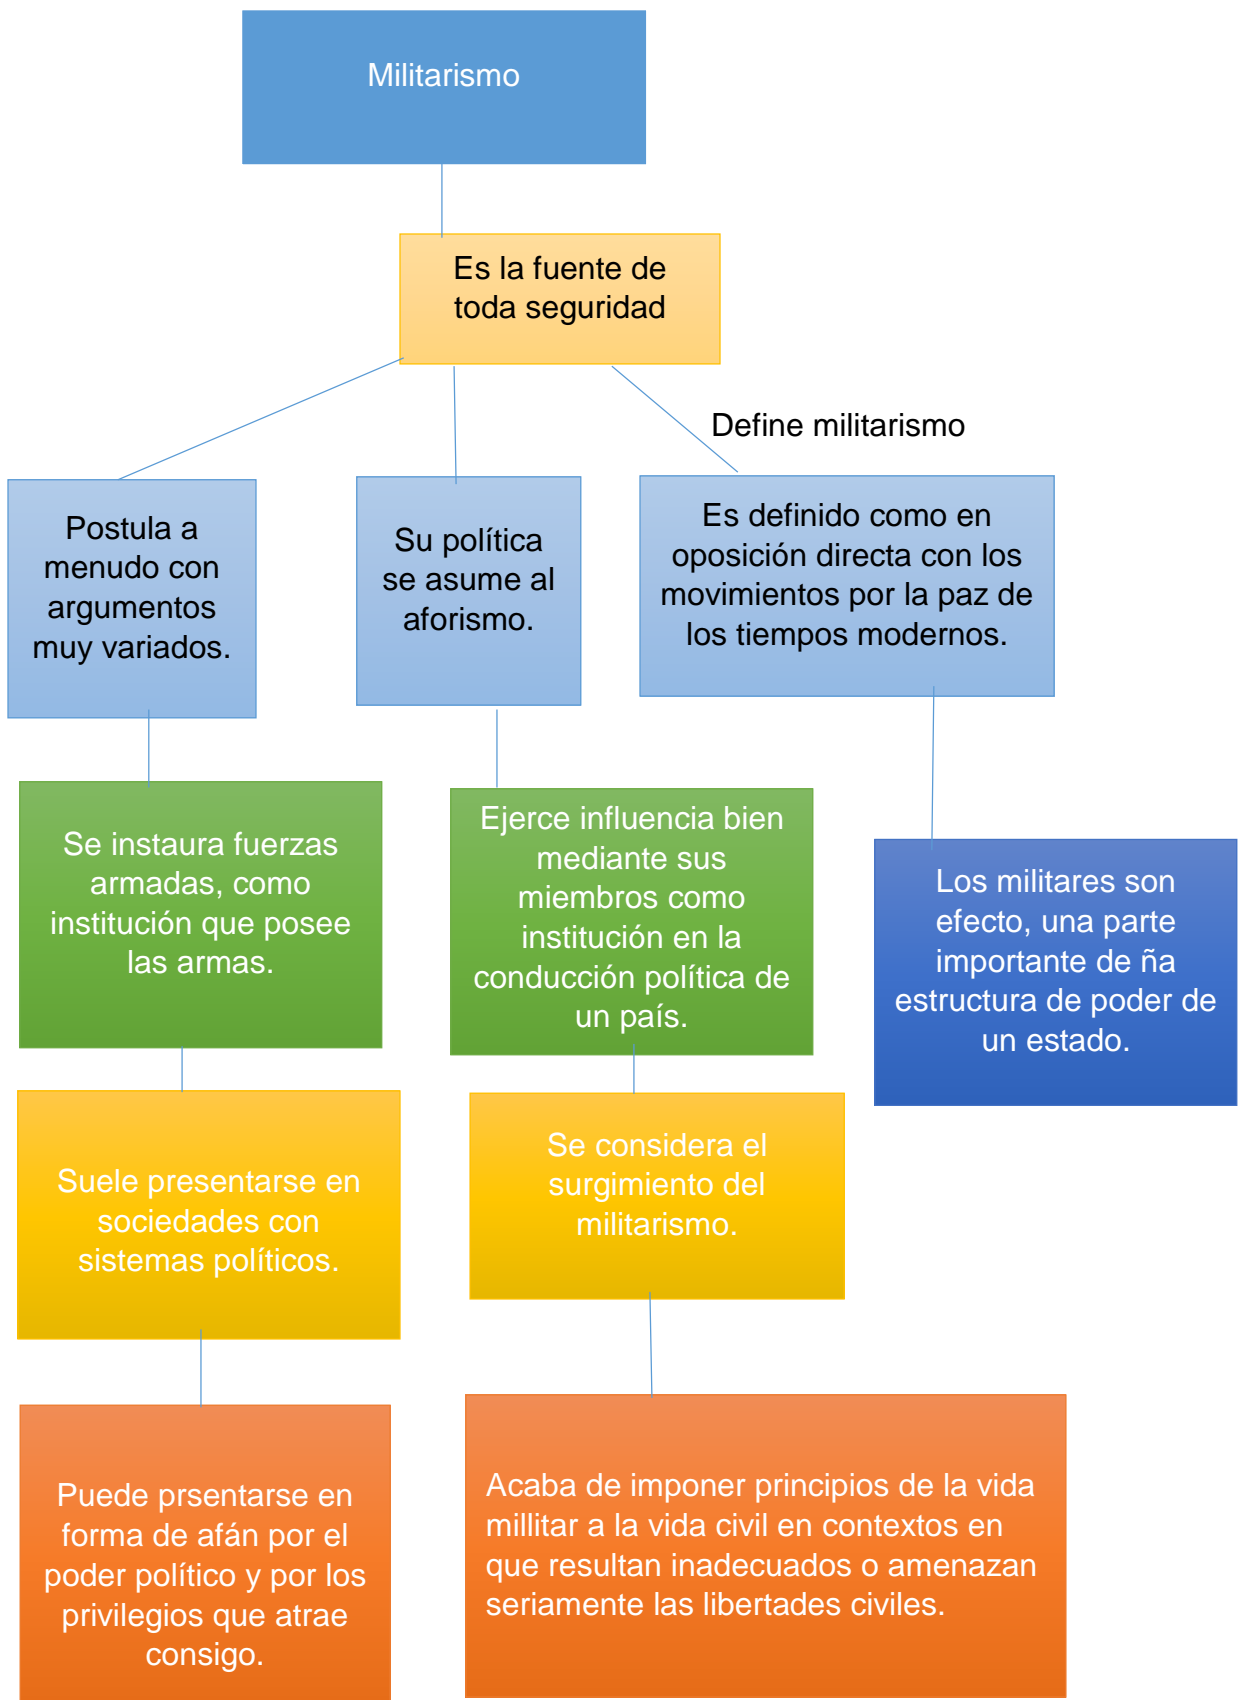 Militarismo
Es la fuente de
toda seguridad
Define militarismo
Postula a
menudo con
argumentos
muy variados.
Su política
se asume al
aforismo.
Es definido como en
oposición directa con los
movimientos por la paz de
los tiempos modernos.
Se instaura fuerzas
armadas, como
institución que posee
las armas.
Ejerce influencia bien
mediante sus
miembros como
institución en la
conducción política de
un país.
Los militares son
efecto, una parte
importante de ña
estructura de poder de
un estado.
Suele presentarse en
sociedades con
sistemas políticos.
Se considera el
surgimiento del
militarismo.
Puede prsentarse en
forma de afán por el
poder político y por los
privilegios que atrae
consigo.
Acaba de imponer principios de la vida
millitar a la vida civil en contextos en
que resultan inadecuados o amenazan
seriamente las libertades civiles.